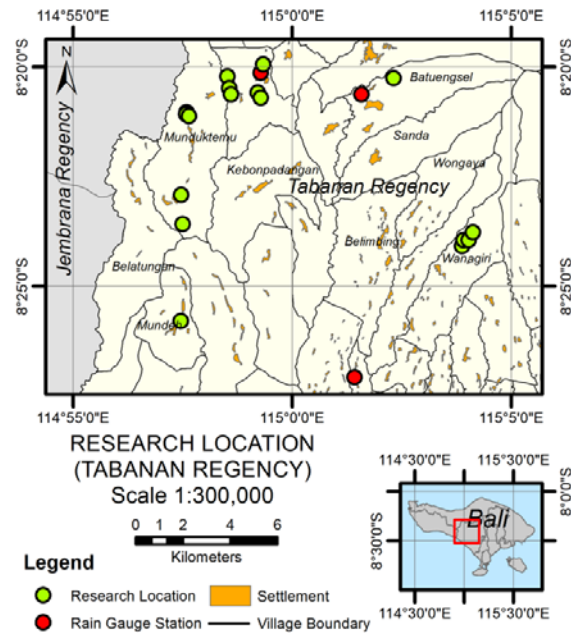 114°55'0"E 115°0'0"E 115°5'0"E
N
8°20'0"S 8°20'0"S
Batuengsel
Sanda
Munduktemu
Kebonpadangan
Wongaya
Tabanan Regency
Jembrana Regency
Belimbing
Wanagiri
Belatungan
8°25'0"S 8°25'0"S
Mundeh
114°55'0"E 115°0'0"E 115°5'0"E
RESEARCH LOCATION
(TABANAN REGENCY)
Scale 1:300,000
0 1 2 4 6
Kilometers
114°30'0"E 115°30'0"E
8°0'0"S
Bali
8°30'0"S
114°30'0"E 115°30'0"E
Legend
Research Location Settlement
Rain Gauge Station Village Boundary